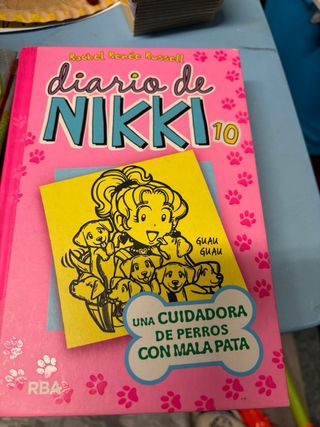 Rachel Renée Russell
diario de
NIKKI 10
GUAU
GUAU
UNA CUIDADORA
DE PERROS
CON MALA PATA
RBA